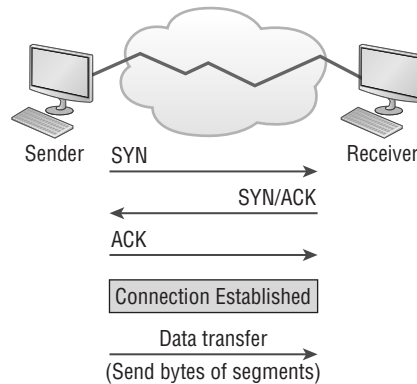 Sender
Receiver
SYN
SYN/ACK
ACK
Connection Established
Data transfer
(Send bytes of segments)